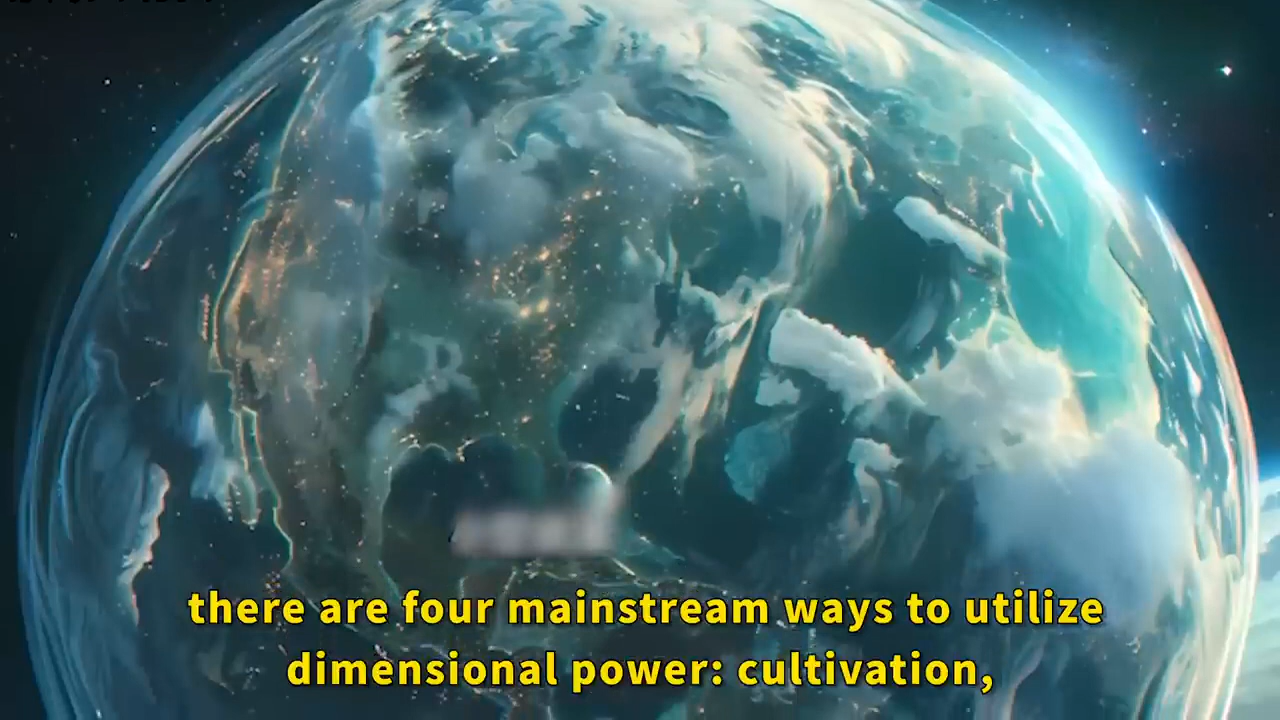 there are four mainstream ways to utilize
dimensional power: cultivation,